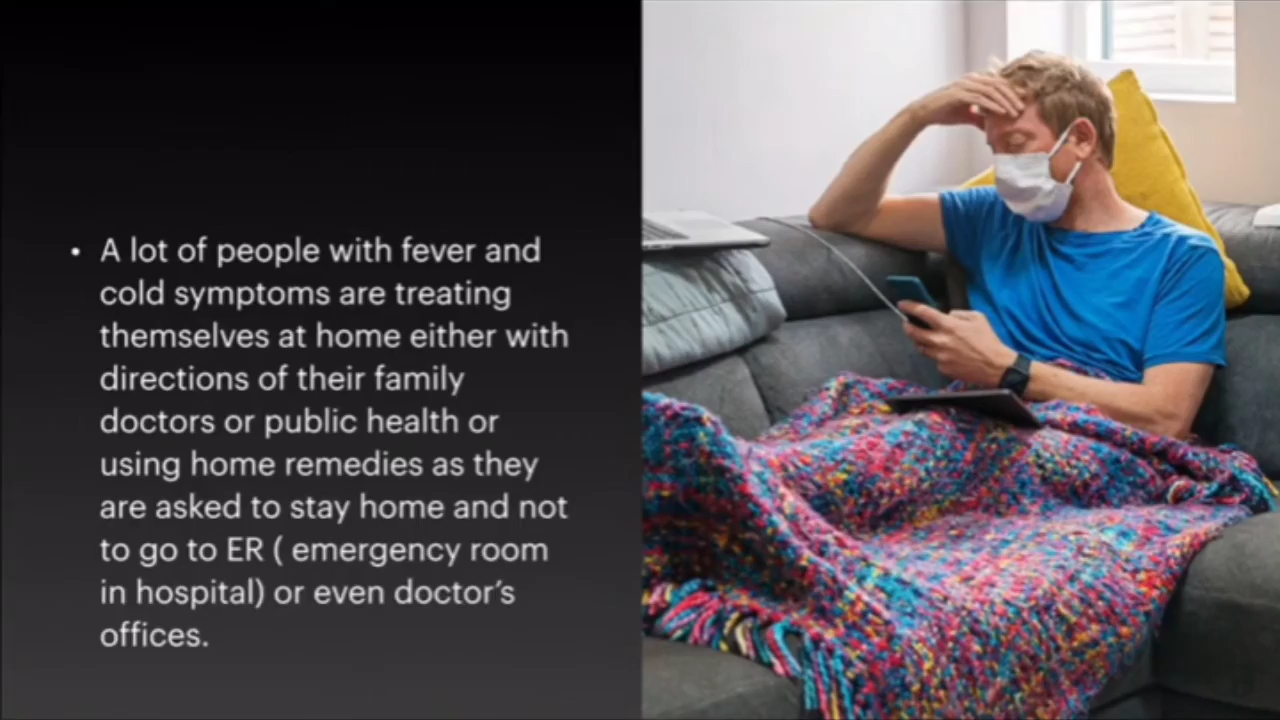 • A lot of people with fever and
cold symptoms are treating
themselves at home either with
directions of their family
doctors or public health or
using home remedies as they
are asked to stay home and not
to go to ER ( emergency room
in hospital) or even doctor’s
offices.